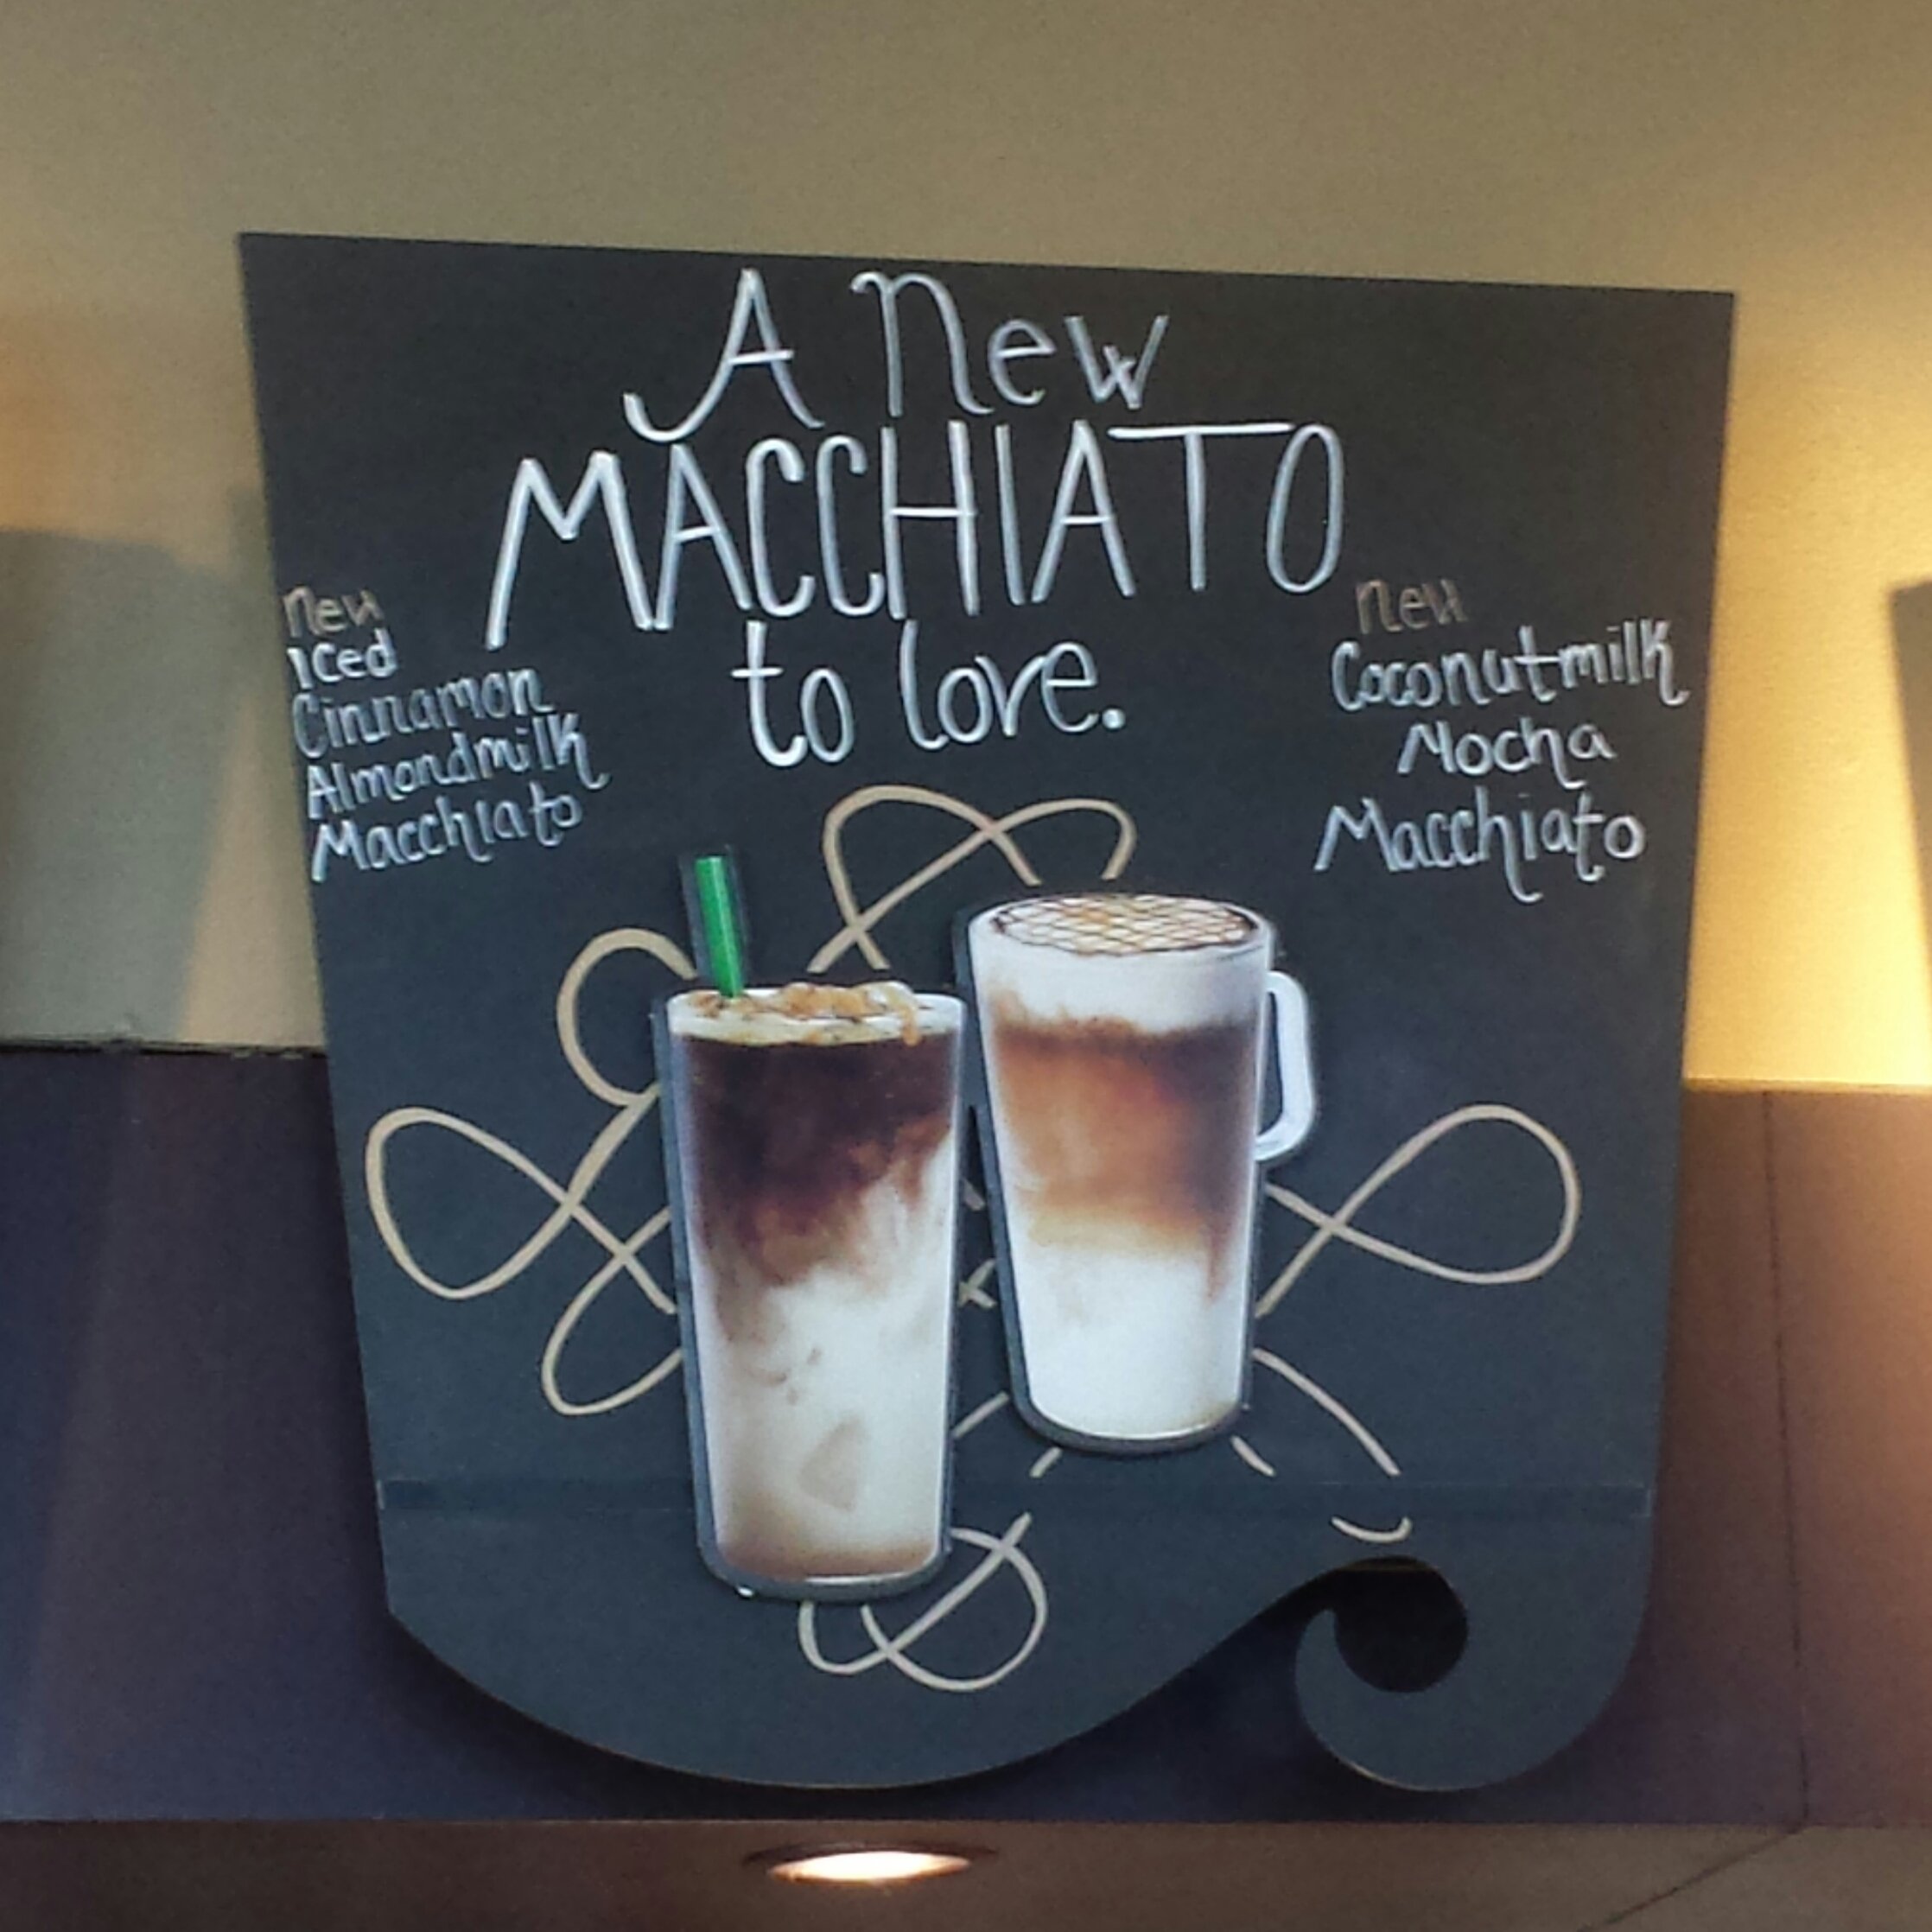 A New
MACCHIATO
to love.
New
Iced
Cinnamon
Almondmilk
Macchiato
New
Coconutmilk
Mocha
Macchiato